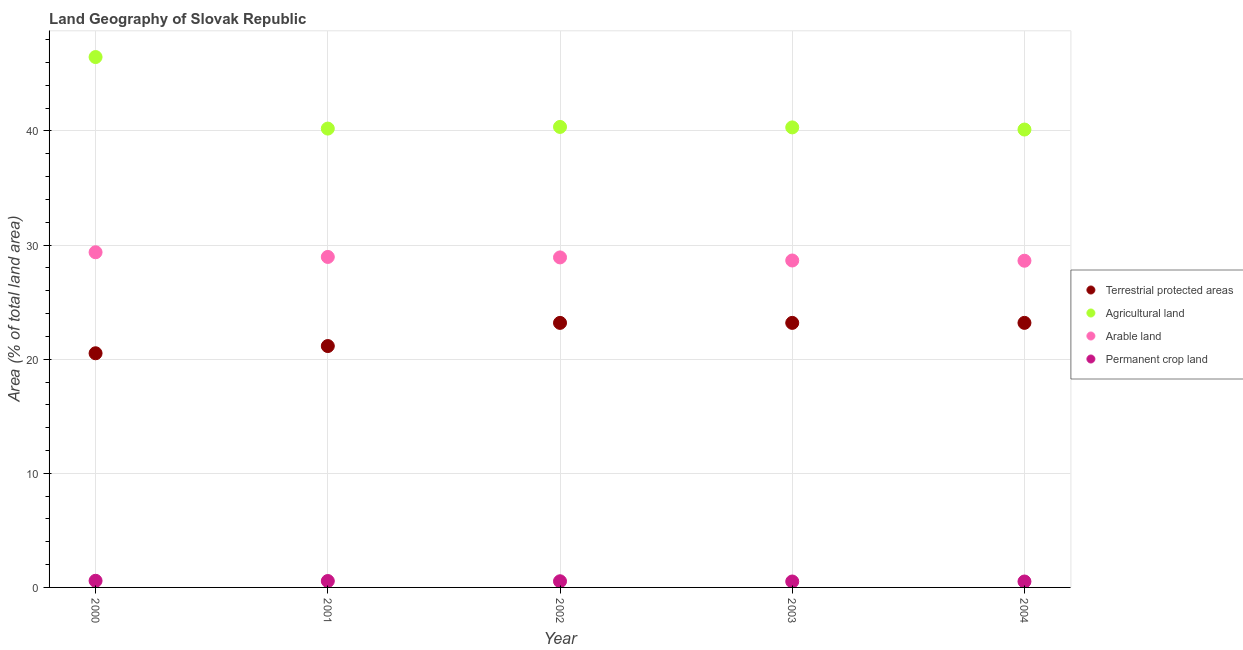 Land Geography of Slovak Republic
Area (% of total land area)
40
30
20
10
0
2000
2001
2002
2003
2004
Year
Terrestrial protected areas
Agricultural land
Arable land
Permanent crop land